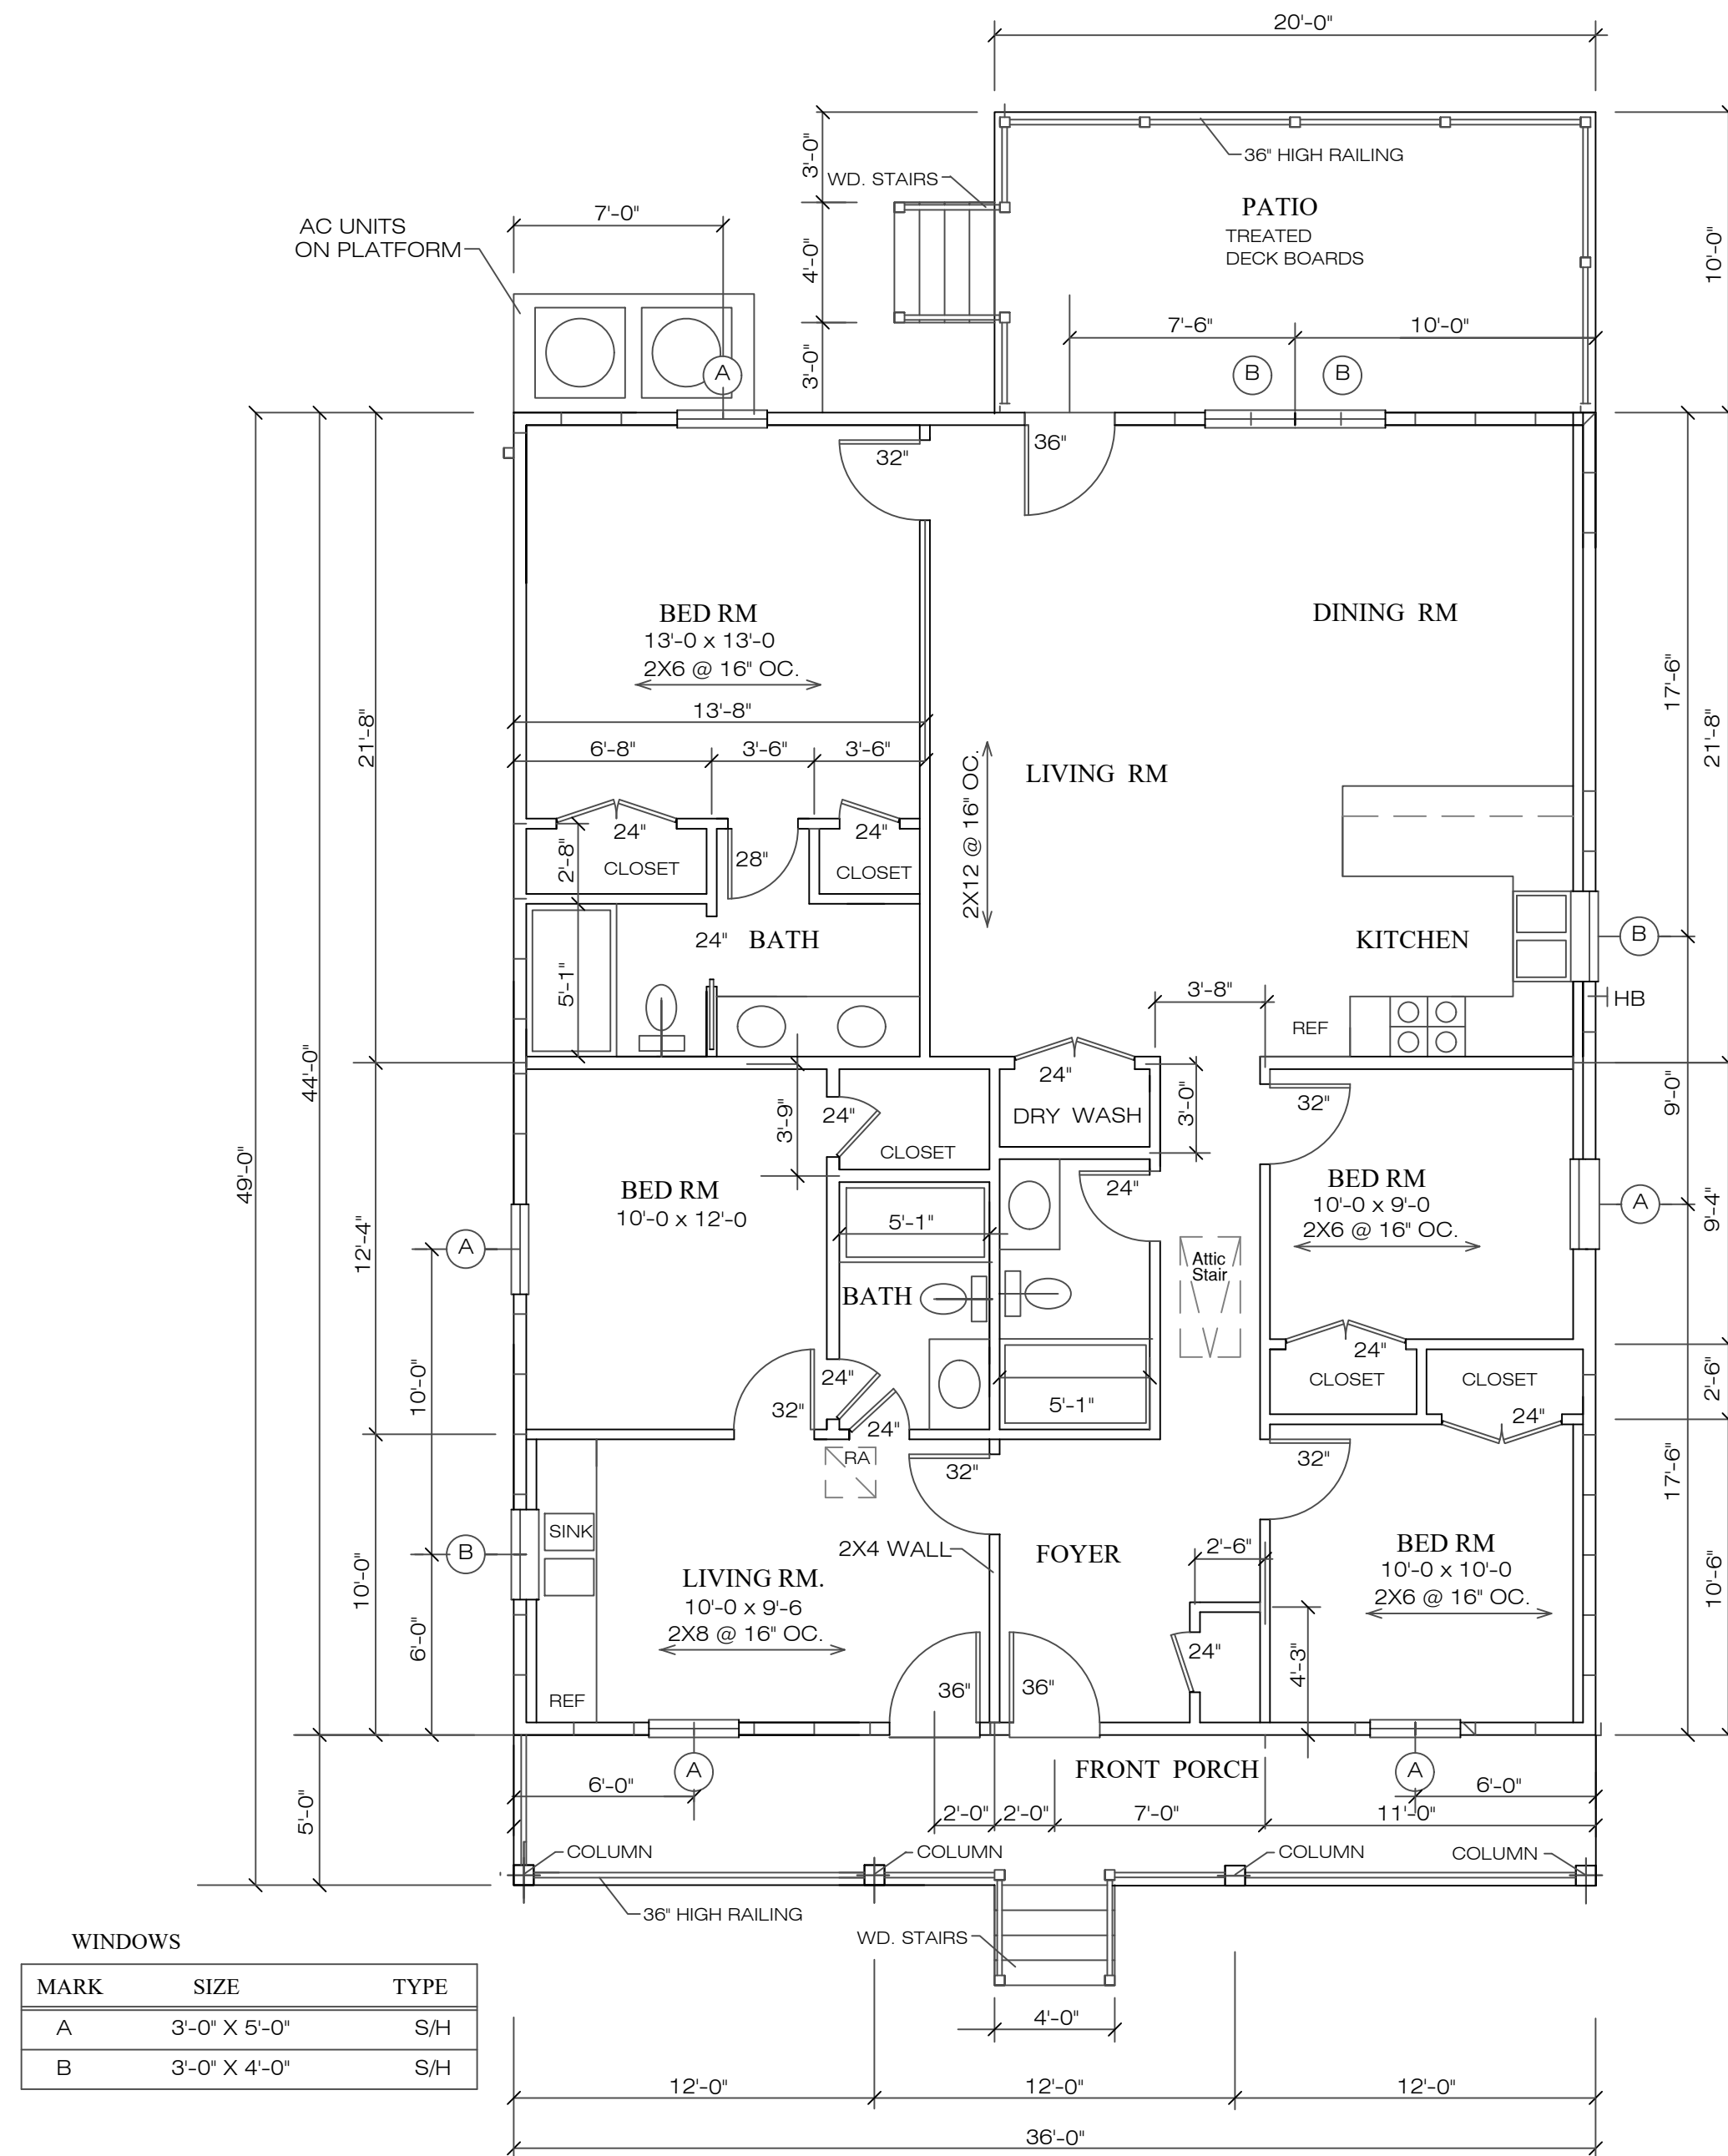 20'-0"
36" HIGH RAILING
3'-0"
WD. STAIRS
PATIO
TREATED
DECK BOARDS
7'-0"
AC UNITS
ON PLATFORM
4'-0"
10'-0"
7'-6"
10'-0"
3'-0"
A
B
B
36"
32"
BED RM
13'-0 x 13'-0
2X6 @ 16" OC.
DINING RM
17'-6"
13'-8"
21'-8"
21'-8"
6'-8"
3'-6"
3'-6"
LIVING RM
2X12 @ 16" OC.
24"
24"
28"
2'-8"
CLOSET
CLOSET
24"
BATH
KITCHEN
B
5'-1"
3'-8"
HB
REF
44'-0"
24"
DRY WASH
3'-0"
32"
9'-0"
3'-9"
24"
CLOSET
49'-0"
BED RM
10'-0 x 12'-0
24"
BED RM
10'-0 x 9'-0
2X6 @ 16" OC.
A
9'-4"
5'-1"
A
12'-4"
Attic
Stair
BATH
24"
24"
CLOSET
CLOSET
2'-6"
10'-0"
32"
24"
5'-1"
24"
RA
32"
32"
17'-6"
SINK
B
2X4 WALL
FOYER
2'-6"
BED RM
10'-0 x 10'-0
2X6 @ 16" OC.
10'-0"
10'-6"
LIVING RM.
10'-0 x 9'-6
2X8 @ 16" OC.
6'-0"
24"
4'-3"
36"
36"
REF
A
FRONT PORCH
A
6'-0"
6'-0"
5'-0"
2'-0"
2'-0"
7'-0"
11'-0"
COLUMN
COLUMN
COLUMN
COLUMN
36" HIGH RAILING
WD. STAIRS
WINDOWS
MARK SIZE TYPE
A 3'-0" X 5'-0" S/H
B 3'-0" X 4'-0" S/H
4'-0"
12'-0"
12'-0"
12'-0"
36'-0"